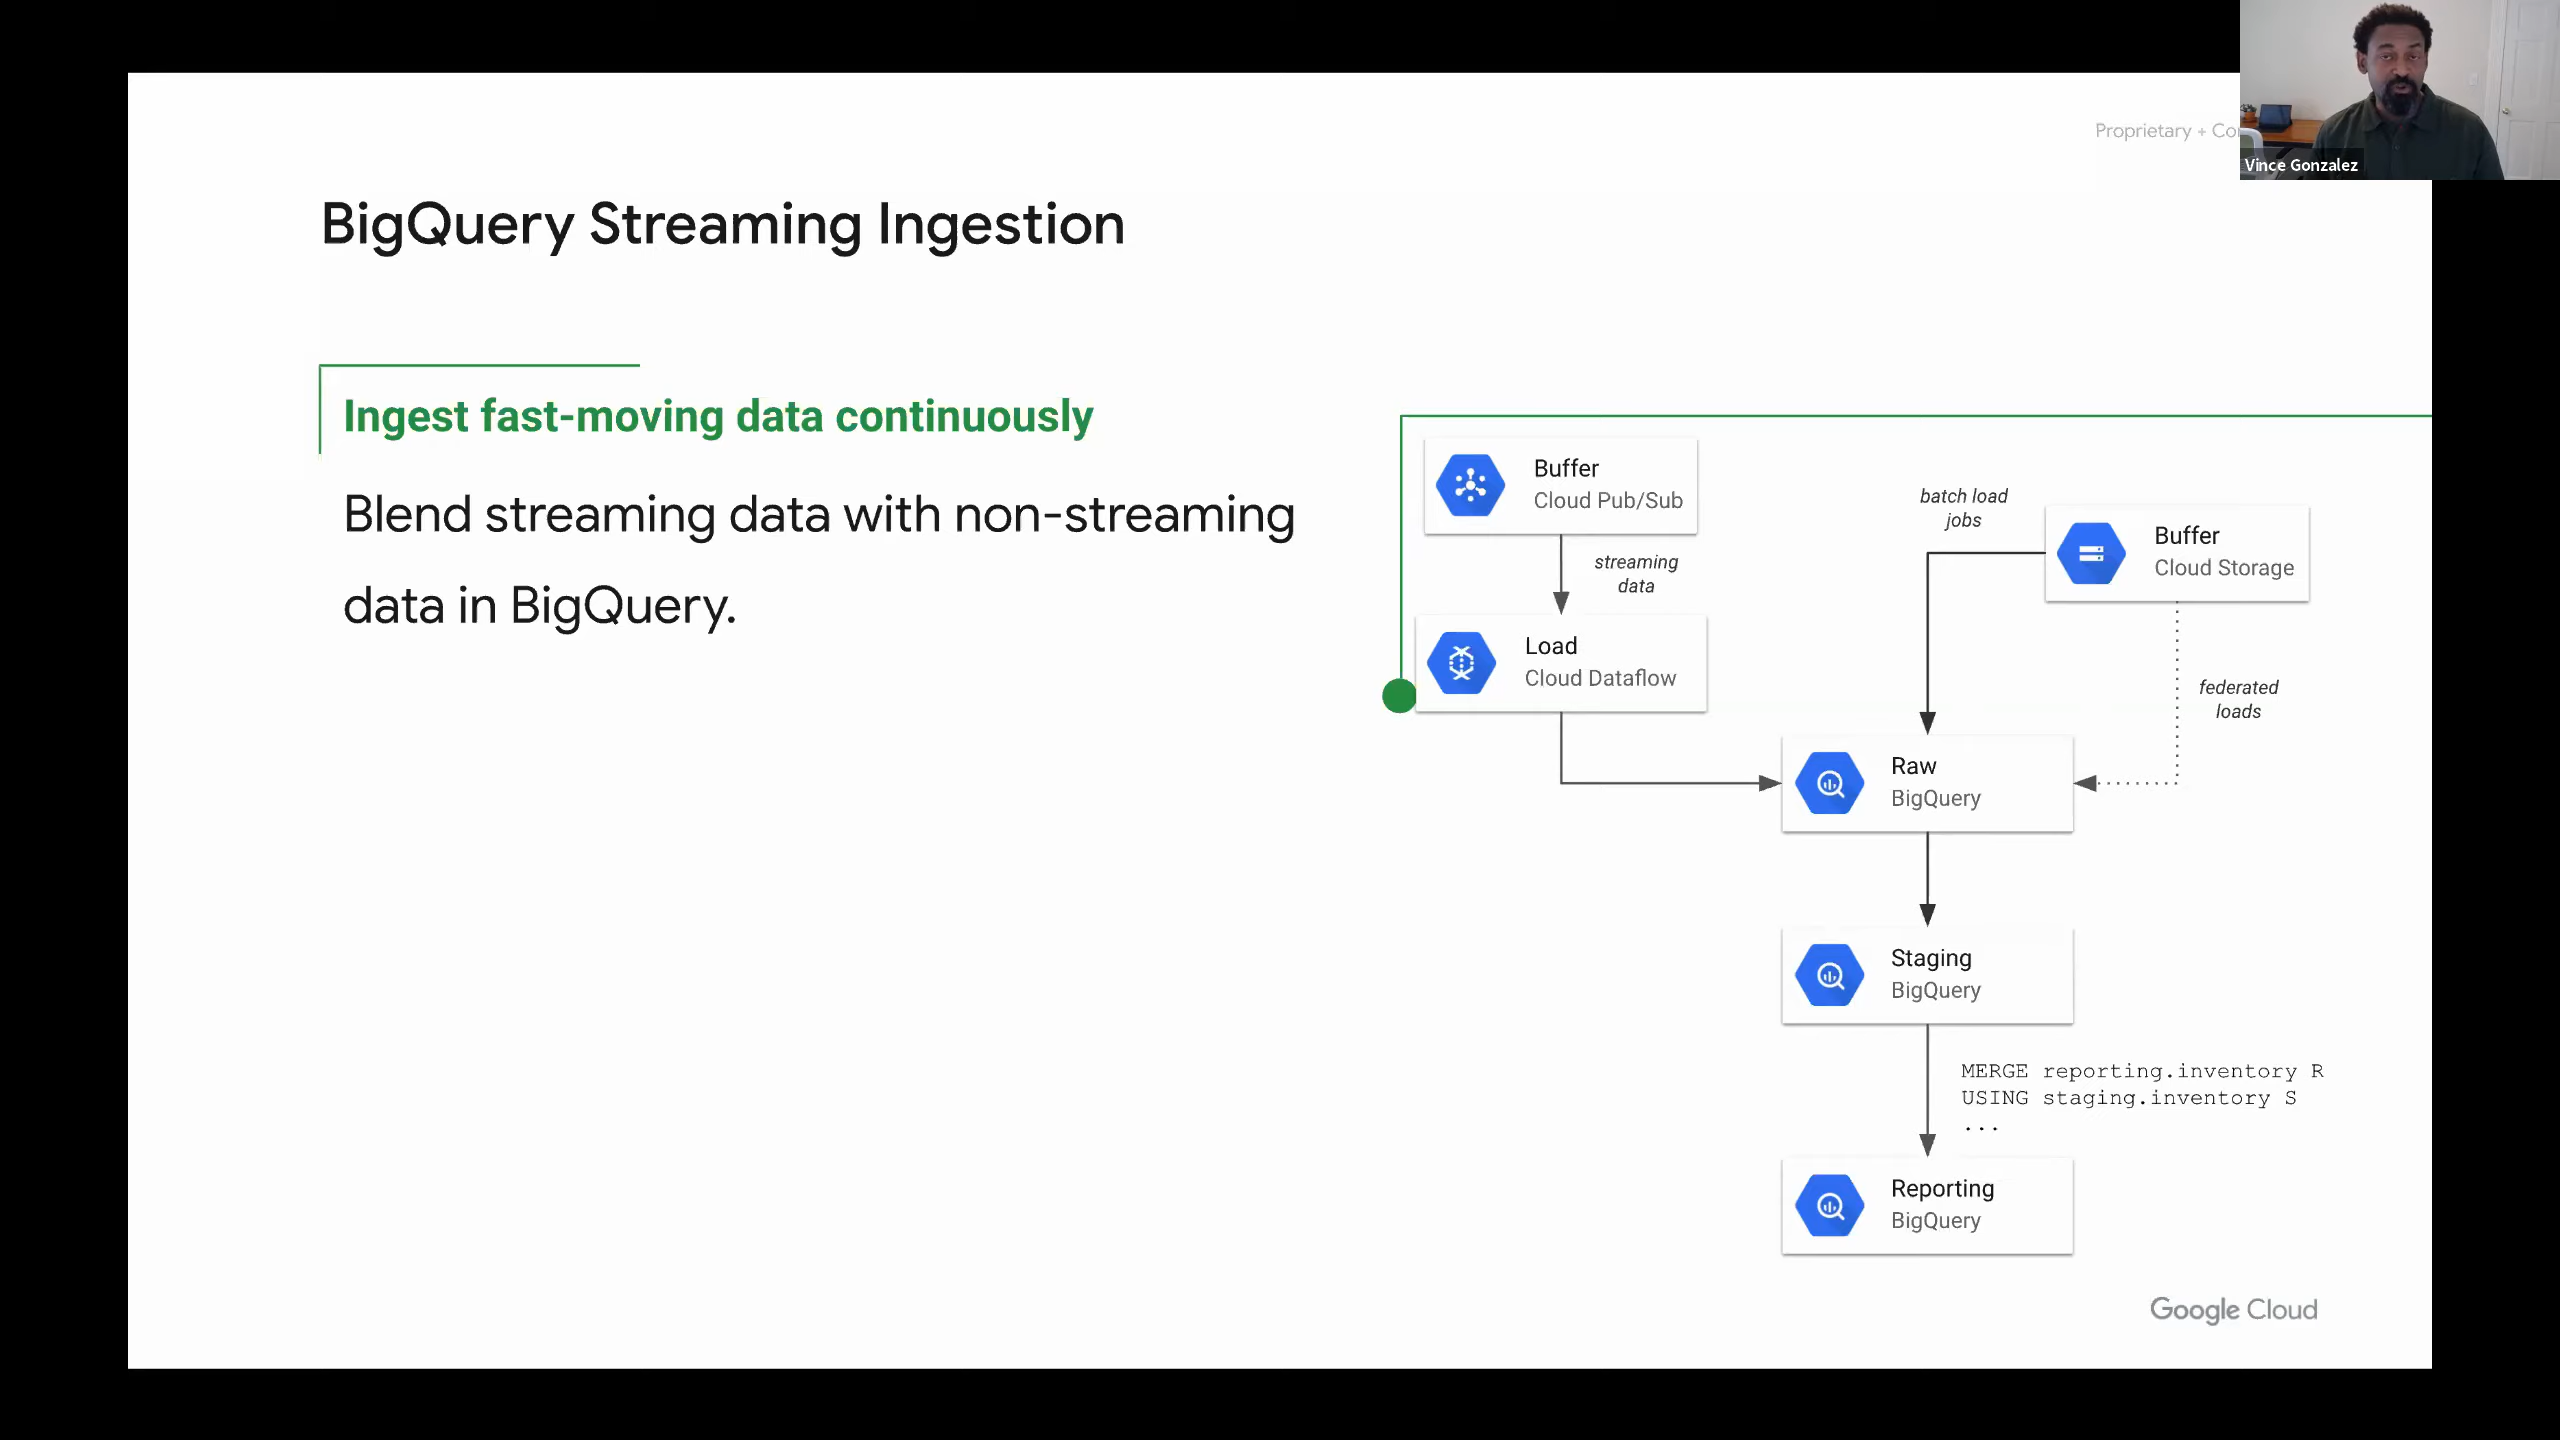 Proprietary + Co
Vince Gonzalez
BigQuery Streaming Ingestion
Ingest fast-moving data continuously
Blend streaming data with non-streaming
data in BigQuery.
Buffer
Cloud Pub/Sub
streaming
data
Load
Cloud Dataflow
batch load
jobs
Buffer
Cloud Storage
federated
loads
Raw
BigQuery
Staging
BigQuery
MERGE reporting.inventory R
USING staging.inventory S
...
Reporting
BigQuery
Google Cloud